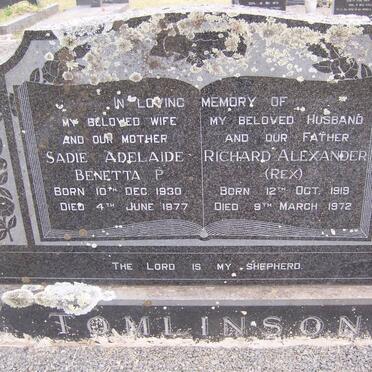 IN LOVING MEMORY OF
MY BELOVED WIFE
AND OUR MOTHER
SADIE ADELAIDE
BENETTA P.
BORN 10TH DEC. 1930
DIED 4TH JUNE 1977
MY BELOVED HUSBAND
AND OUR FATHER
RICHARD ALEXANDER
(REX)
BORN 12TH OCT. 1919
DIED 9TH MARCH 1972
THE LORD IS MY SHEPHERD.
TOMLINSON